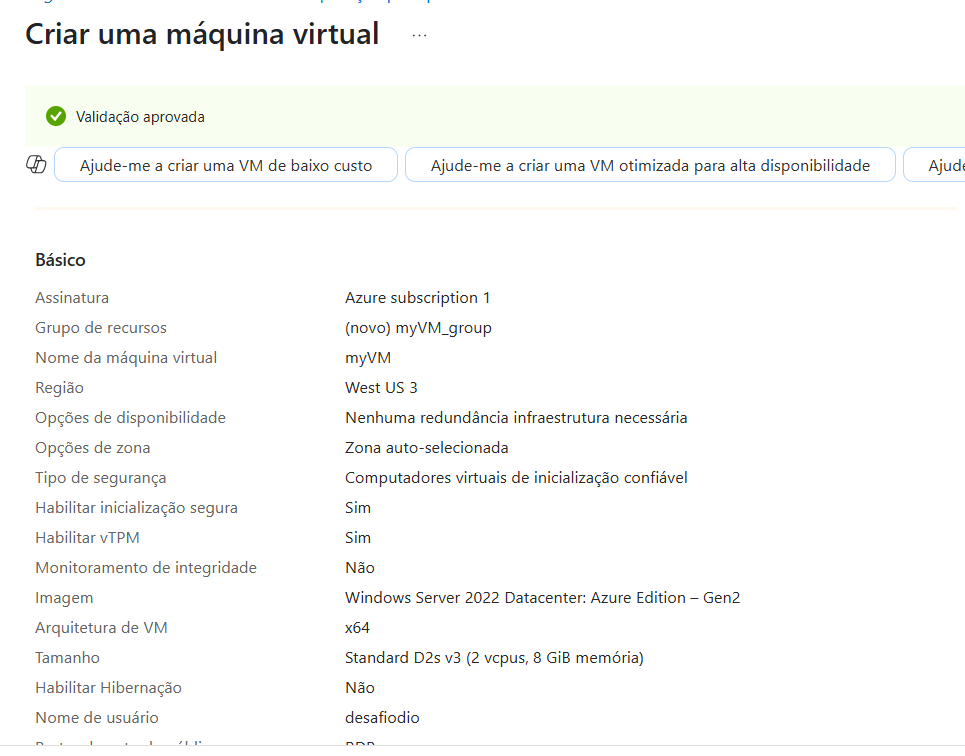 Criar uma máquina virtual ...
Validação aprovada
Ajude-me a criar uma VM de baixo custo Ajude-me a criar uma VM otimizada para alta disponibilidade
Básico
Assinatura Azure subscription 1
Grupo de recursos (novo) myVM_group
Nome da máquina virtual myVM
Região West US 3
Opções de disponibilidade Nenhuma redundância infraestrutura necessária
Opções de zona Zona auto-selecionada
Tipo de segurança Computadores virtuais de inicialização confiável
Habilitar inicialização segura Sim
Habilitar vTPM Sim
Monitoramento de integridade Não
Imagem Windows Server 2022 Datacenter: Azure Edition – Gen2
Arquitetura de VM x64
Tamanho Standard D2s v3 (2 vcpus, 8 GiB memória)
Habilitar Hibernação Não
Nome de usuário desafiodio